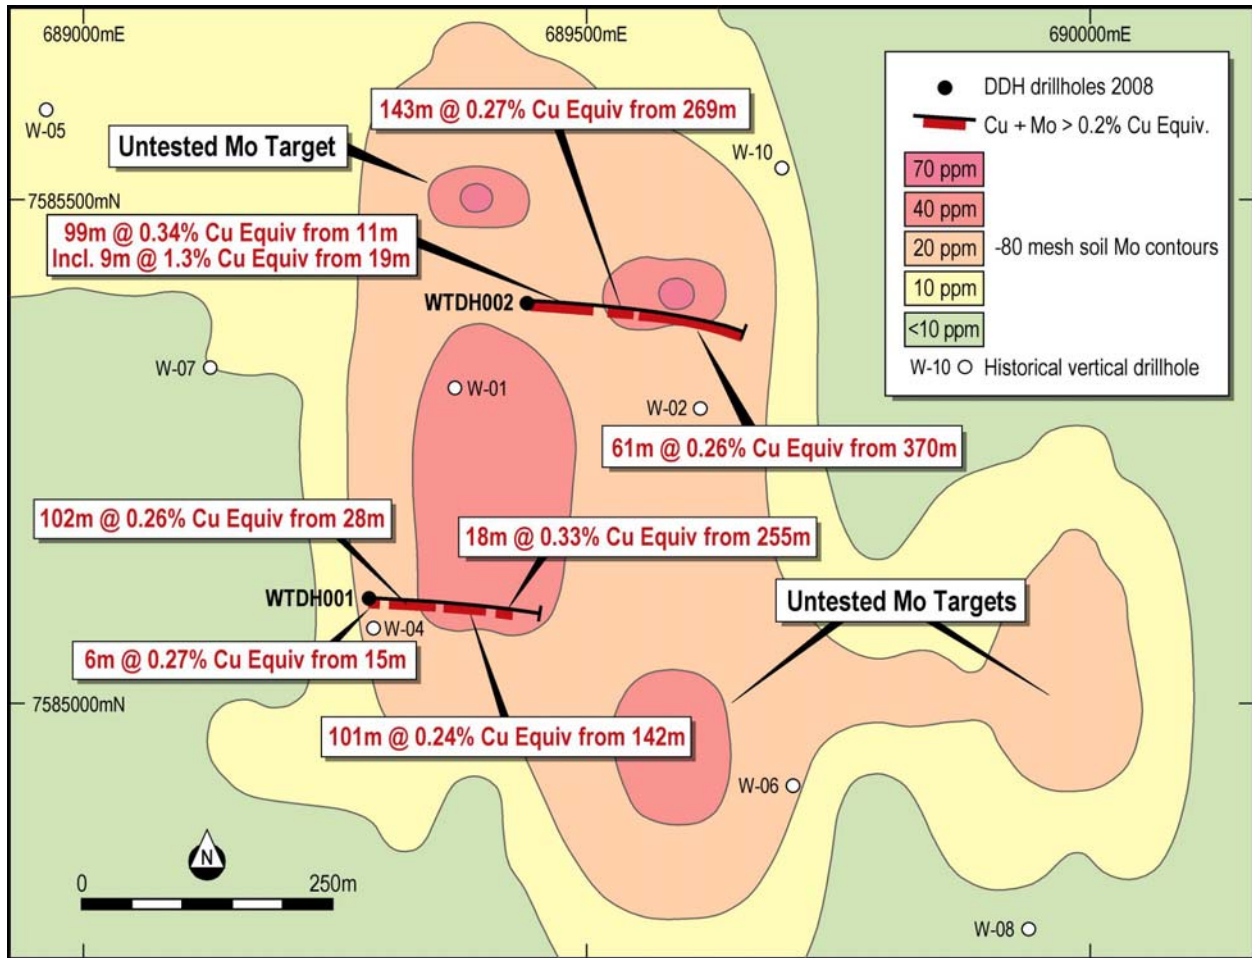 689000mE
689500mE
690000mE
DDH drillholes 2008
Cu + Mo > 0.2% Cu Equiv.
70 ppm
40 ppm
20 ppm
-80 mesh soil Mo contours
10 ppm
<10 ppm
W-10
Historical vertical drillhole
W-05
143m @ 0.27% Cu Equiv from 269m
Untested Mo Target
W-10
7585500mN
99m @ 0.34% Cu Equiv from 11m
Incl. 9m @ 1.3% Cu Equiv from 19m
WTDH002
W-07
W-01
W-02
61m @ 0.26% Cu Equiv from 370m
102m @ 0.26% Cu Equiv from 28m
18m @ 0.33% Cu Equiv from 255m
WTDH001
Untested Mo Targets
W-04
6m @ 0.27% Cu Equiv from 15m
7585000mN
101m @ 0.24% Cu Equiv from 142m
W-06
N
0
250m
W-08